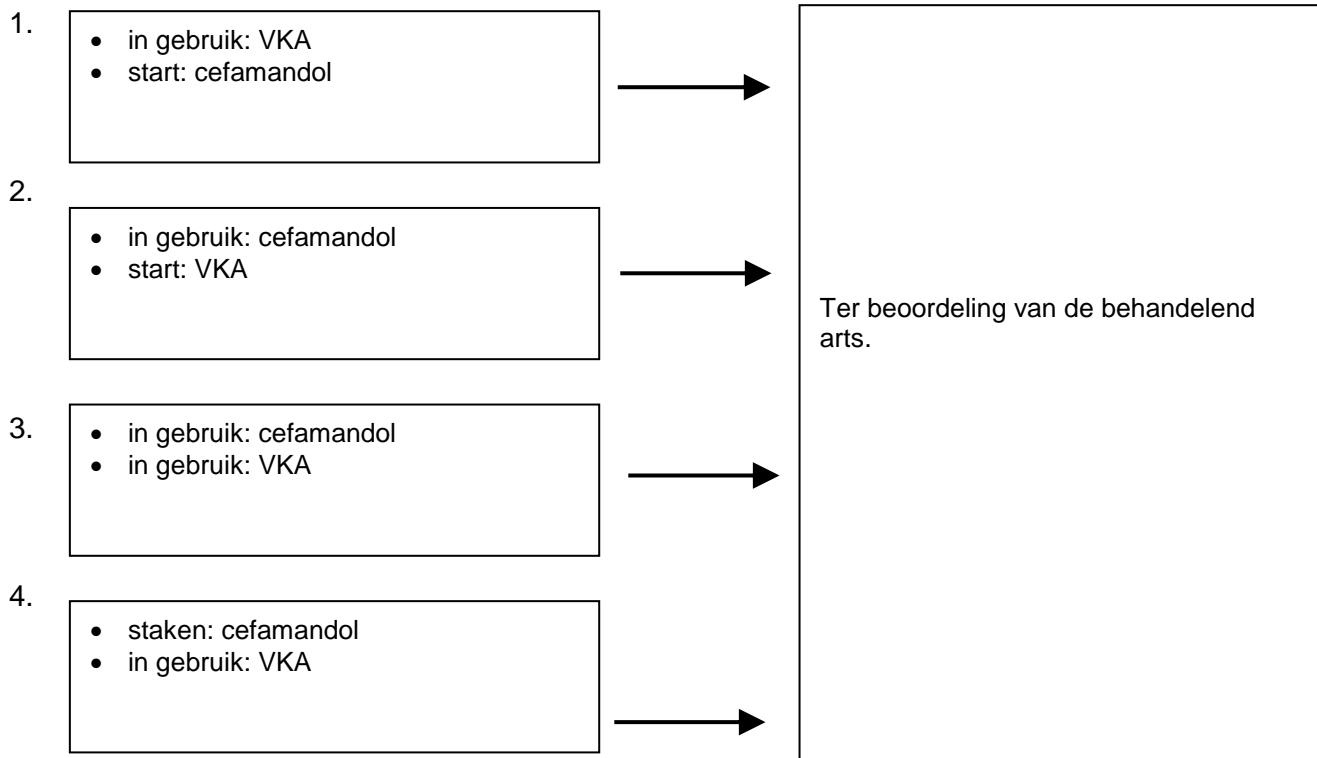 1.
• in gebruik: VKA
• start: cefamandol
2.
• in gebruik: cefamandol
• start: VKA
Ter beoordeling van de behandelend
arts.
3.
• in gebruik: cefamandol
• in gebruik: VKA
4.
• staken: cefamandol
• in gebruik: VKA